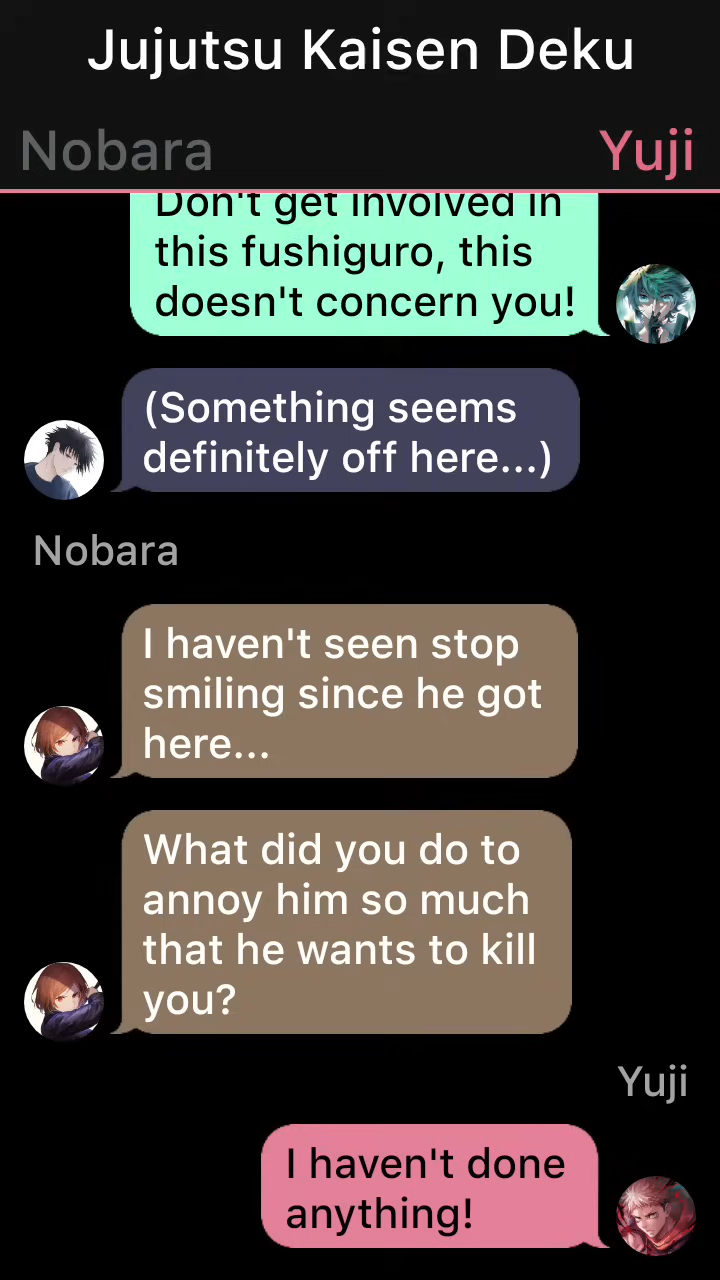 Jujutsu Kaisen Deku
Nobara
Yuji
Don't get involved in
this fushiguro, this
doesn't concern you!
(Something seems
definitely off here...)
Nobara
I haven't seen stop
smiling since he got
here...
What did you do to
annoy him so much
that he wants to kill
you?
Yuji
I haven't done
anything!